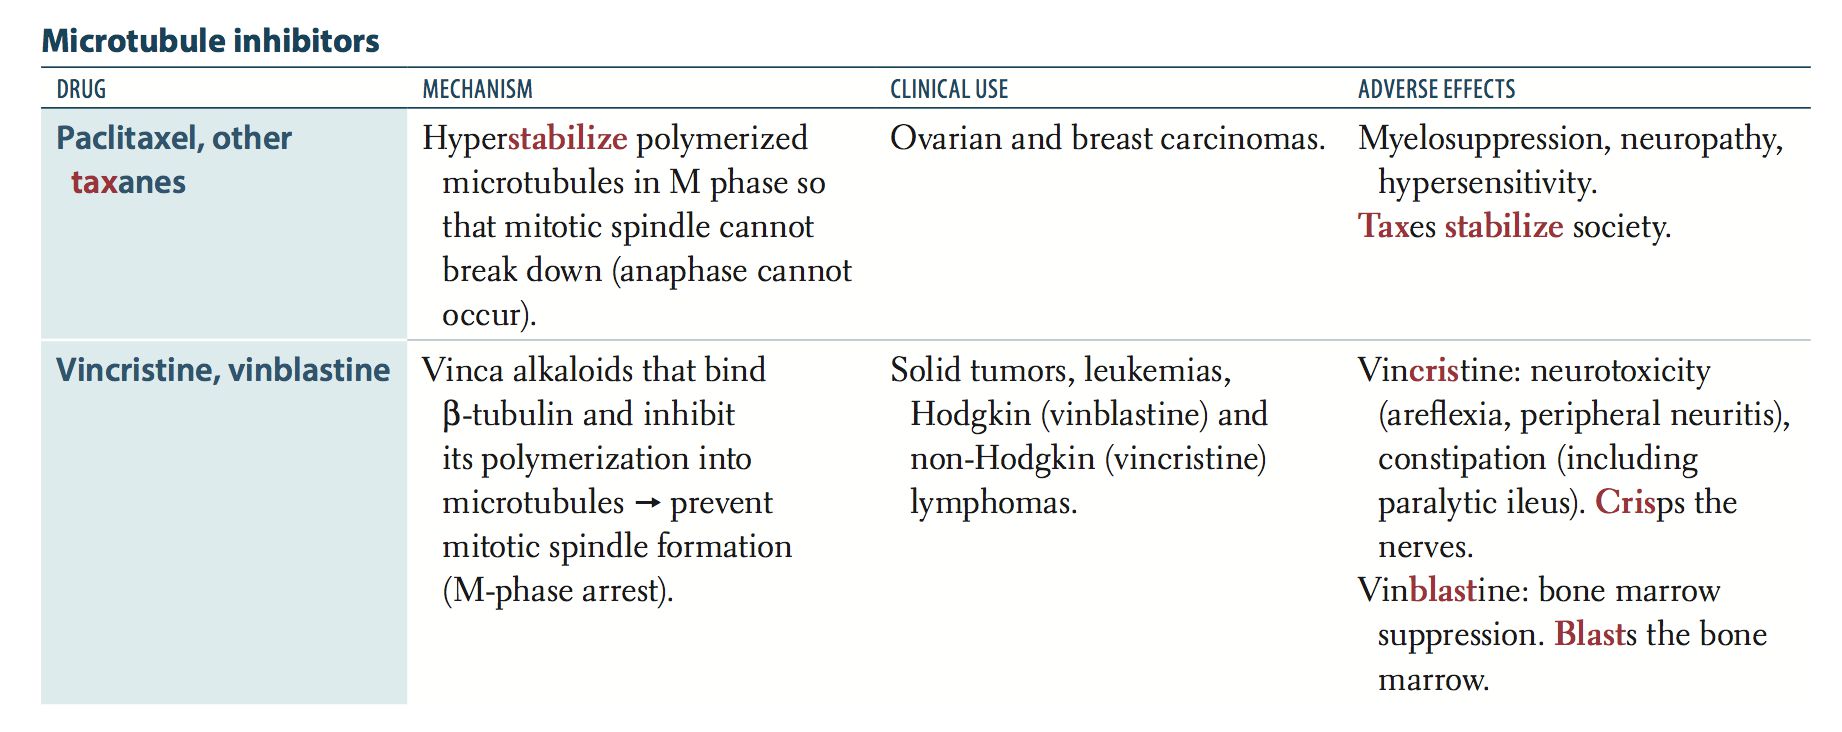 Microtubule inhibitors
DRUG MECHANISM CLINICAL USE ADVERSE EFFECTS
Paclitaxel, other
taxanes
Hyperstabilize polymerized
microtubules in M phase so
that mitotic spindle cannot
break down (anaphase cannot
occur).
Ovarian and breast carcinomas.
Myelosuppression, neuropathy,
hypersensitivity.
Taxes stabilize society.
Vincristine, vinblastine
Vinca alkaloids that bind
β-tubulin and inhibit
its polymerization into
microtubules → prevent
mitotic spindle formation
(M-phase arrest).
Solid tumors, leukemias,
Hodgkin (vinblastine) and
non-Hodgkin (vincristine)
lymphomas.
Vincristine: neurotoxicity
(areflexia, peripheral neuritis),
constipation (including
paralytic ileus). Crisps the
nerves.
Vinblastine: bone marrow
suppression. Blasts the bone
marrow.